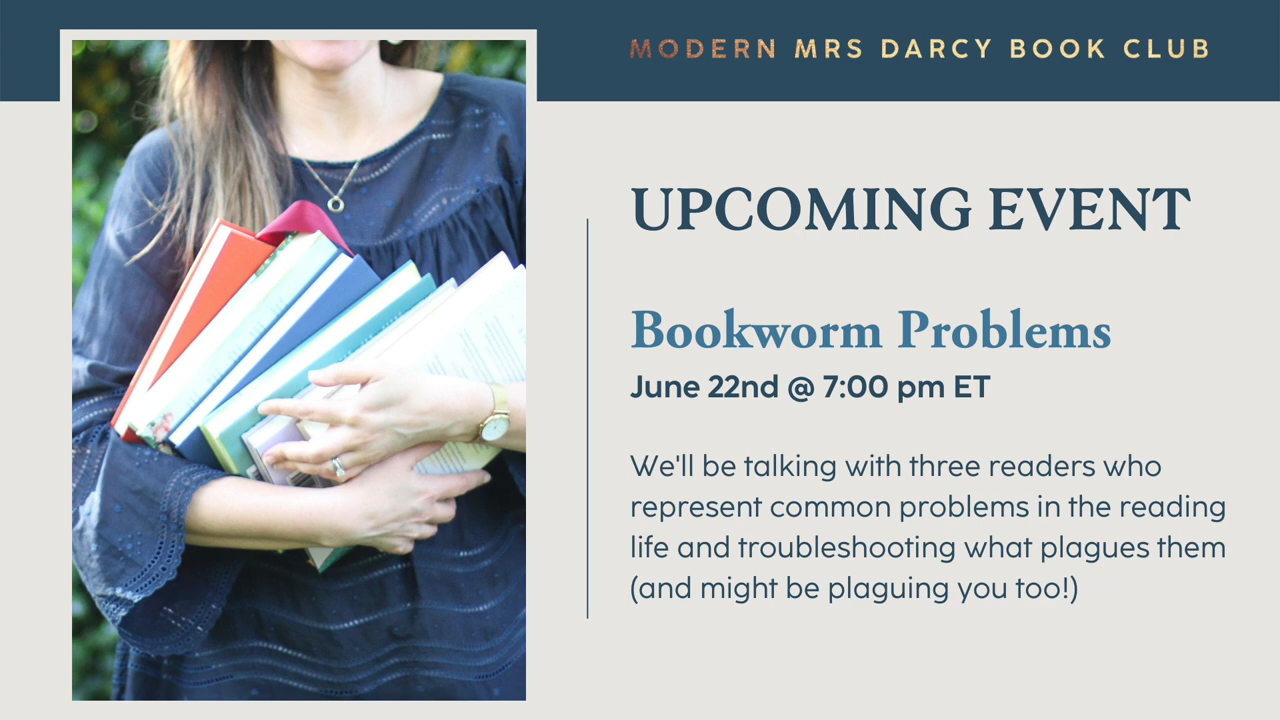 MODERN MRS DARCY BOOK CLUB
UPCOMING EVENT
Bookworm Problems
June 22nd @ 7:00 pm ET
We'll be talking with three readers who
represent common problems in the reading
life and troubleshooting what plagues them
(and might be plaguing you too!)